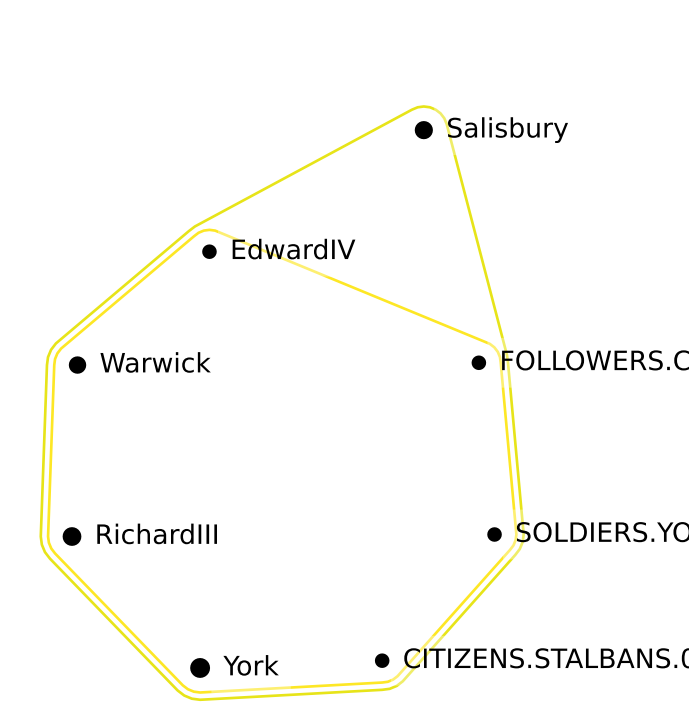 Salisbury
EdwardIV
Warwick
FOLLOWERS.C
RichardIII
SOLDIERS.YO
York
CITIZENS.STALBANS.0